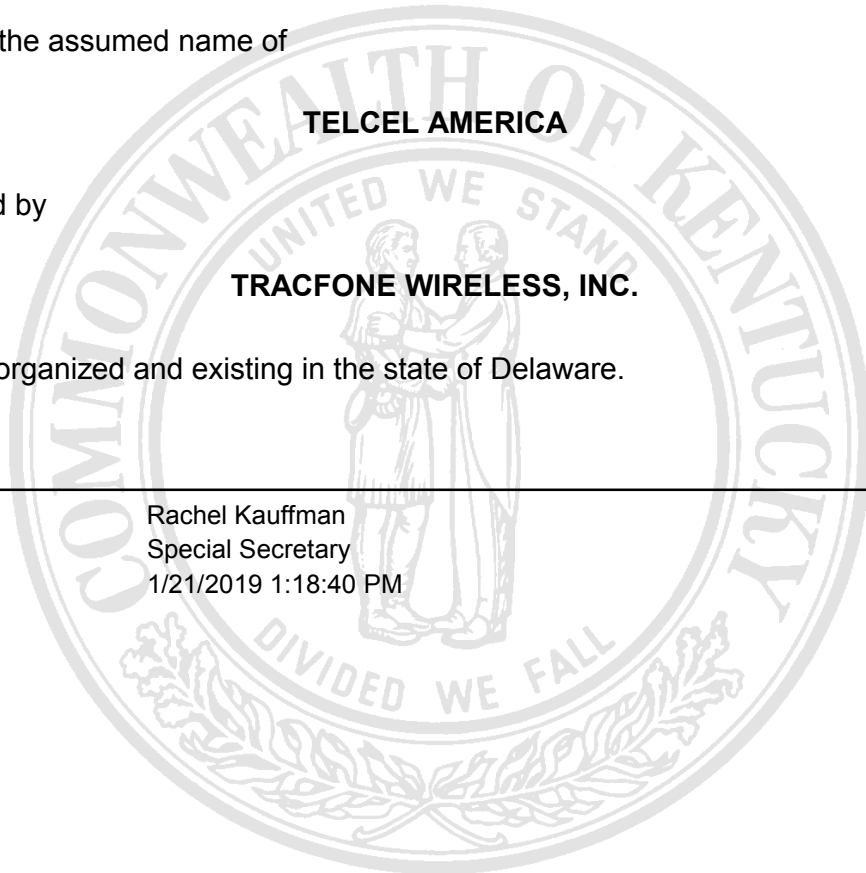 the assumed name of
TELCEL AMERICA
by
TRACFONE WIRELESS, INC.
organized and existing in the state of Delaware.
Rachel Kauffman
Special Secretary
1/21/2019 1:18:40 PM
COMMONWEALTH OF KENTUCKY
UNITED WE STAND
DIVIDED WE FALL